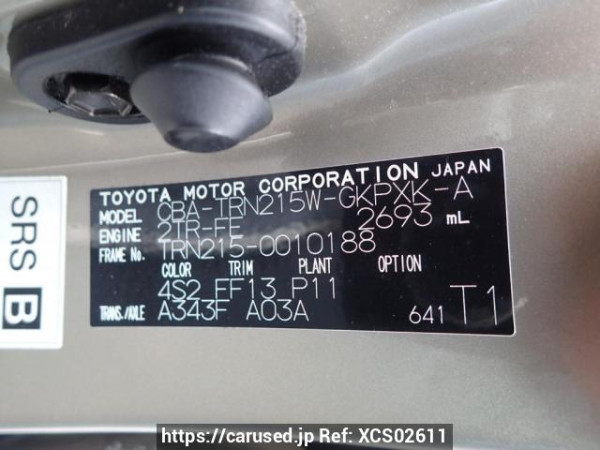 TOYOTA MOTOR CORPORATION JAPAN
MODEL CBA-TRN215W-GKPXK-A
ENGINE 2TR-FE 2693 mL
FRAME No. TRN215-0010188
COLOR TRIM PLANT OPTION
4S2 FF13 P11
TRANS./AXLE A343F A03A 641 T1
SRS B
https://carused.jp Ref: XCS02611